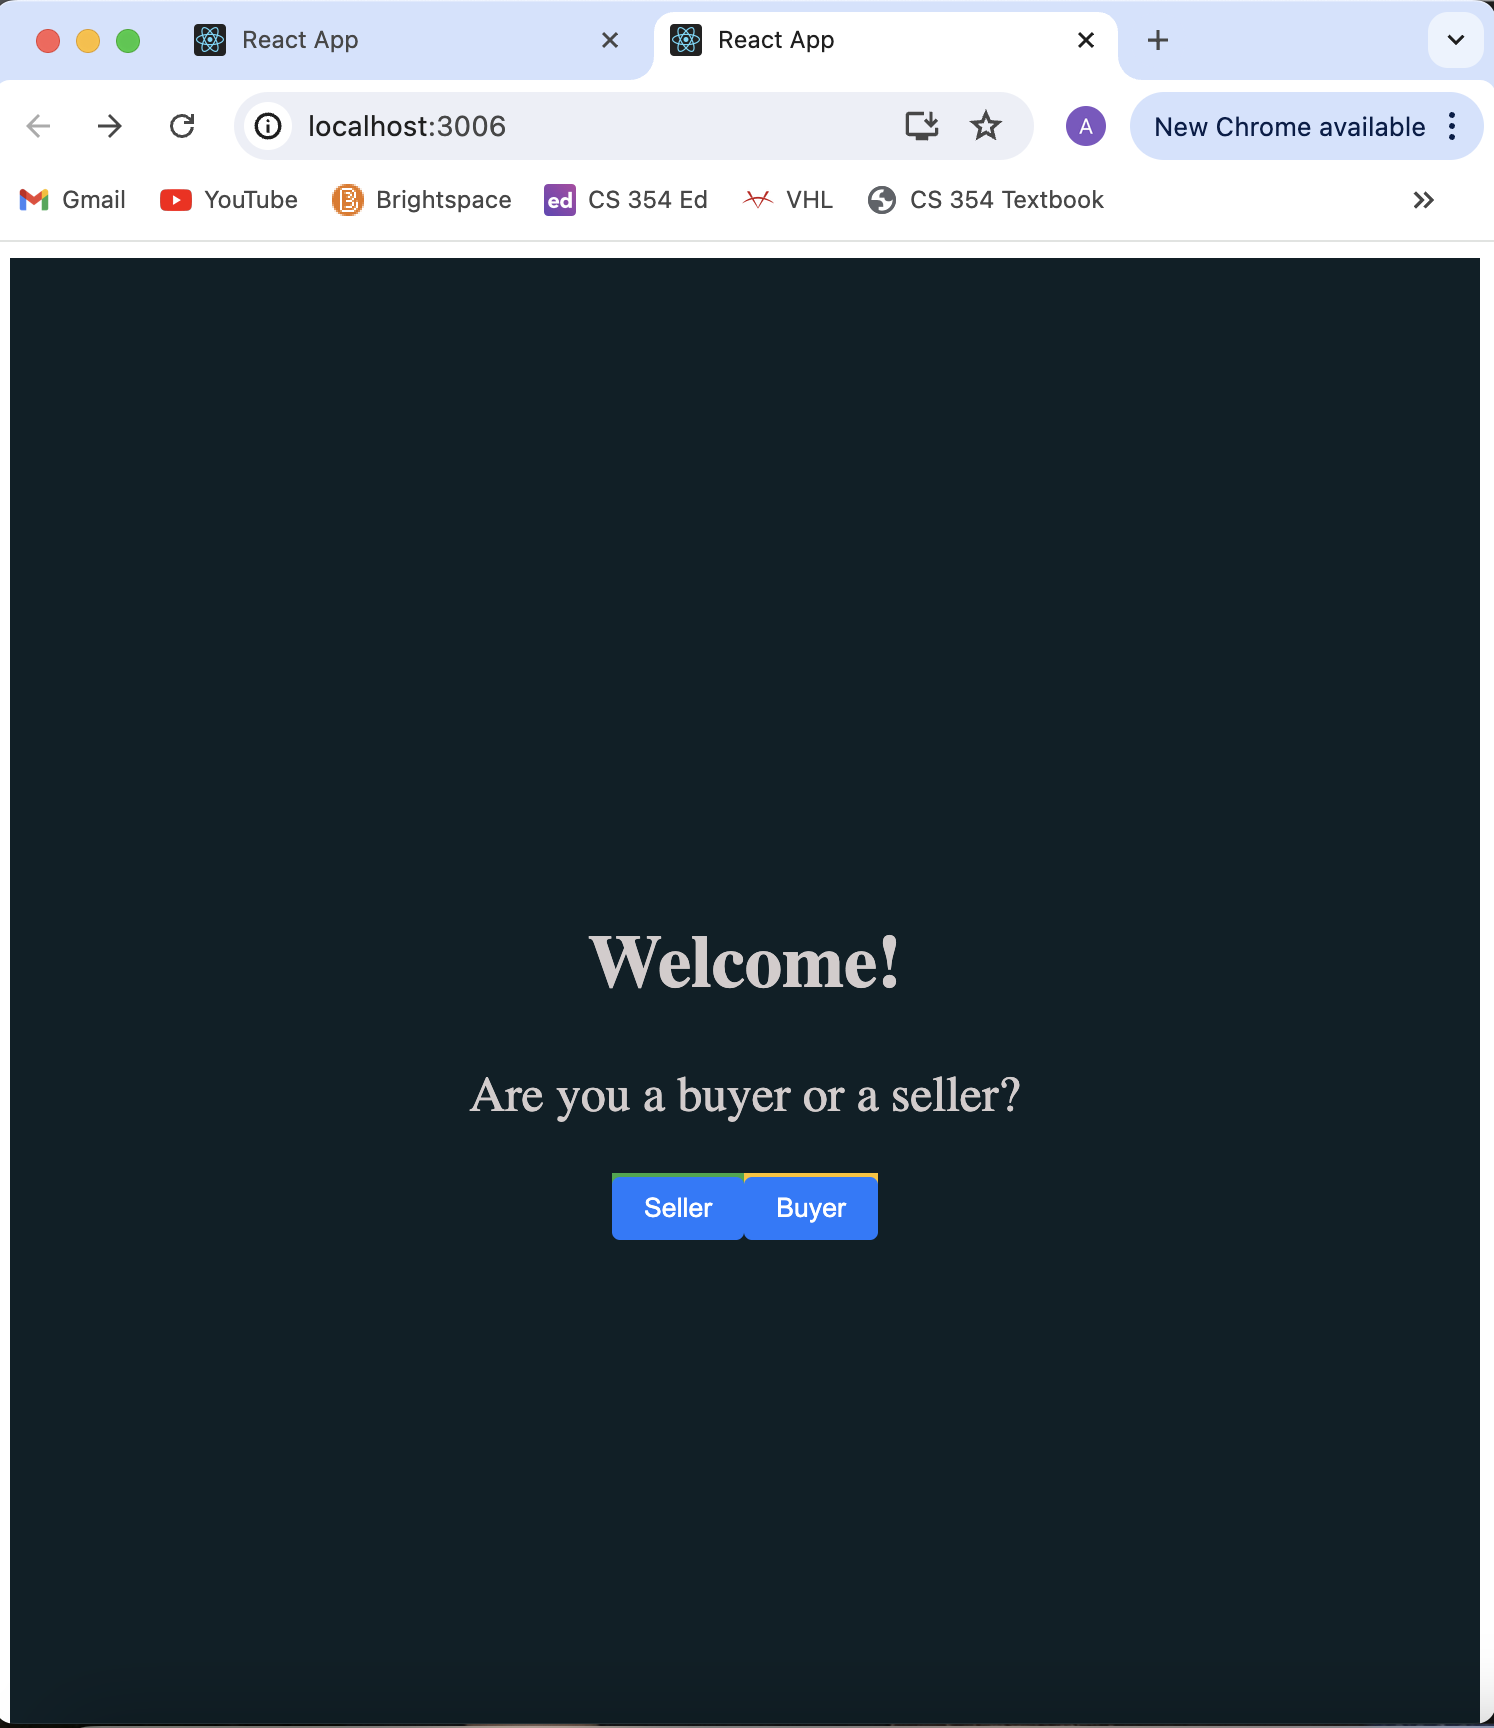 React App
React App
localhost:3006
A
New Chrome available
Gmail
YouTube
B Brightspace
ed CS 354 Ed
VHL
CS 354 Textbook
Welcome!
Are you a buyer or a seller?
Seller
Buyer